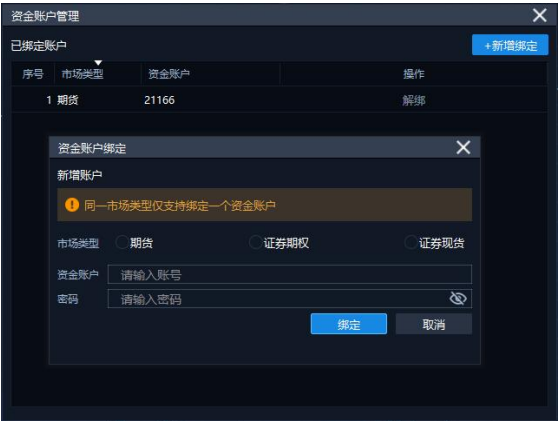 资金账户管理
已绑定账户 +新增绑定
序号 市场类型 资金账户 操作
1 期货 21166 解绑
资金账户绑定
新增账户
同一市场类型仅支持绑定一个资金账户
市场类型 期货 证券期权 证券现货
资金账户 请输入账号
密码 请输入密码
绑定 取消